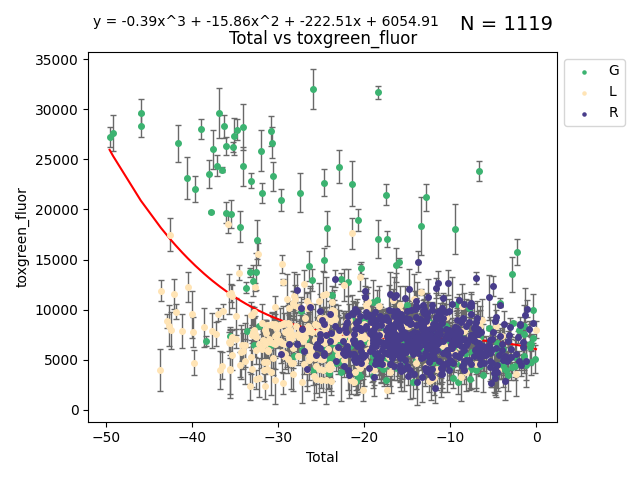 y = -0.39x^3 + -15.86x^2 + -222.51x + 6054.91
N = 1119
Total vs toxgreen_fluor
35000
30000
25000
20000
15000
10000
5000
0
toxgreen_fluor
−50
−40
−30
−20
−10
0
Total
G
L
R